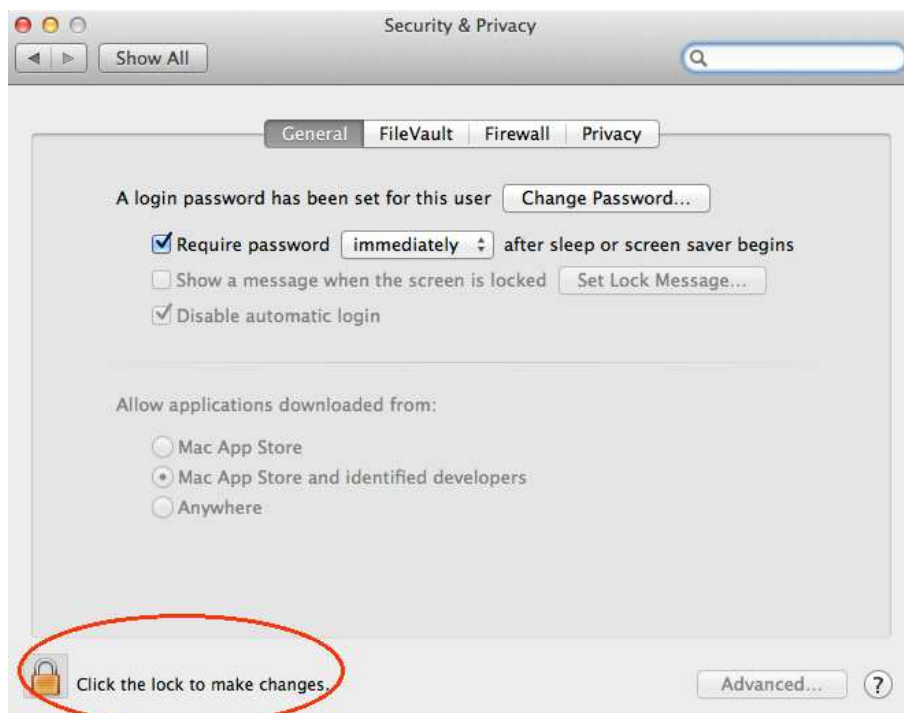 Security & Privacy
Show All
General FileVault Firewall Privacy
A login password has been set for this user Change Password...
Require password immediately after sleep or screen saver begins
Show a message when the screen is locked Set Lock Message...
Disable automatic login
Allow applications downloaded from:
Mac App Store
Mac App Store and identified developers
Anywhere
Click the lock to make changes. Advanced... ?